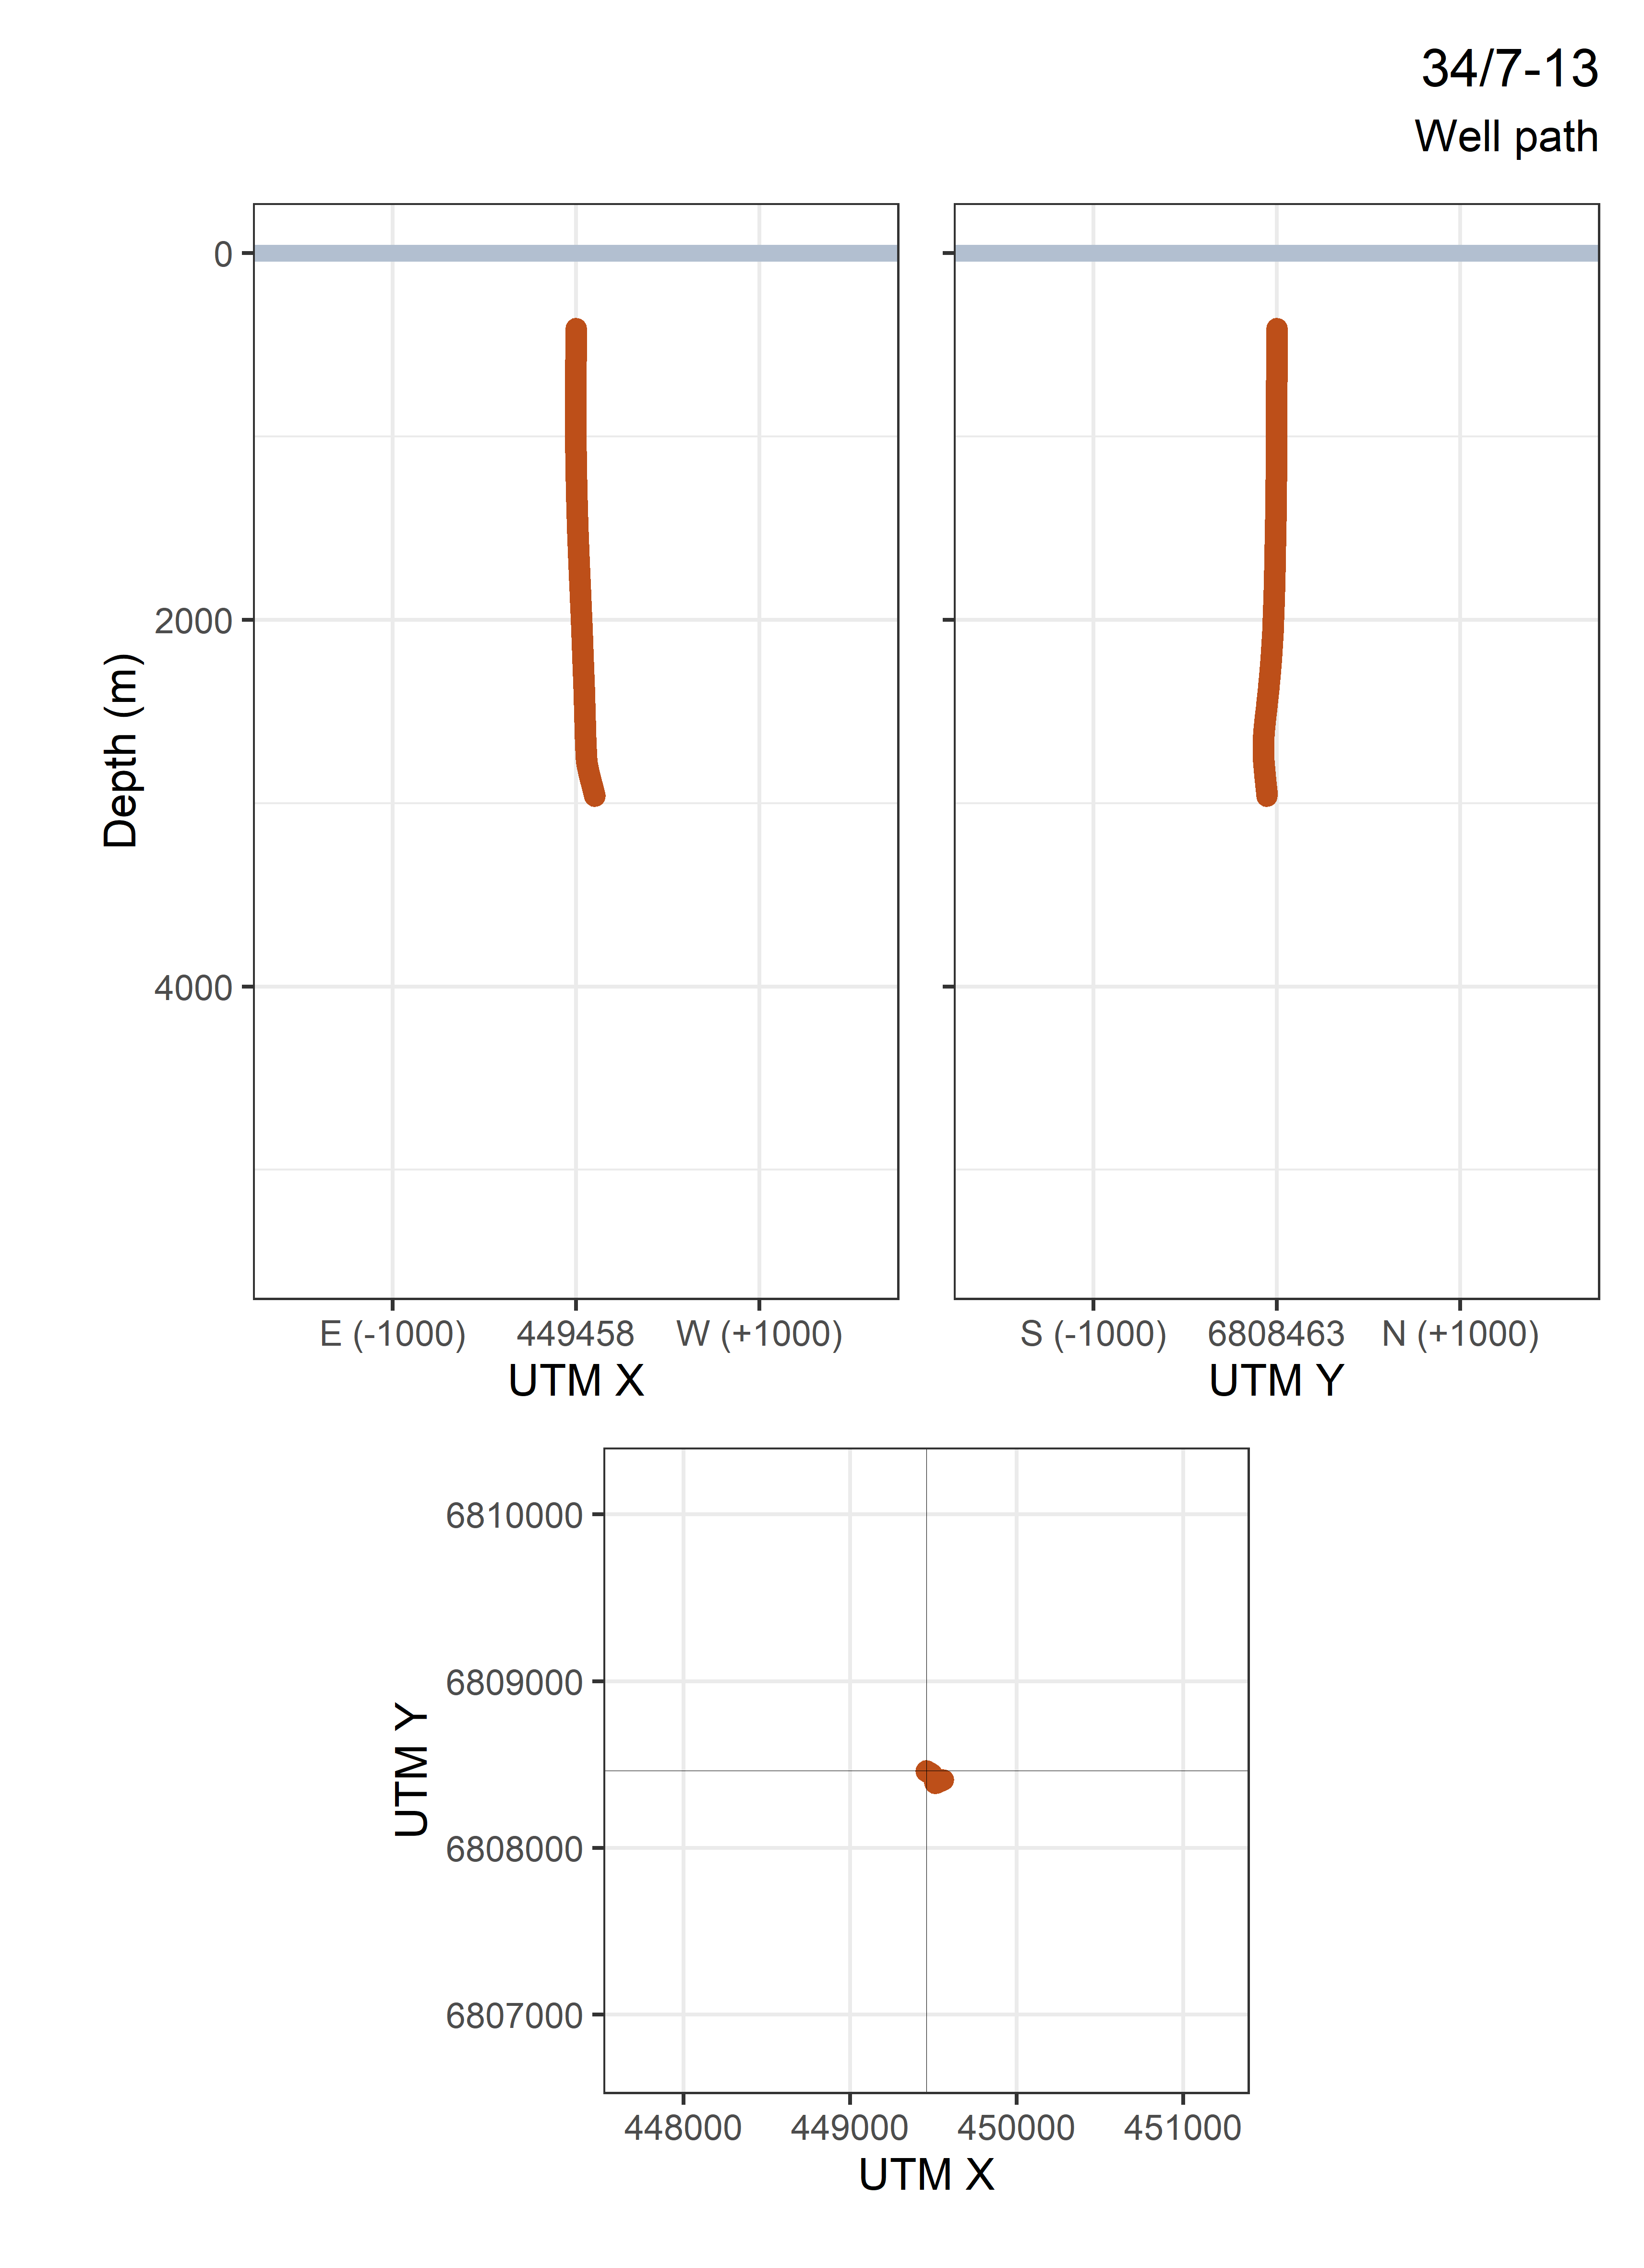 34/7-13
Well path
0
2000
4000
Depth (m)
E (-1000) 449458 W (+1000)
UTM X
S (-1000) 6808463 N (+1000)
UTM Y
6810000
6809000
6808000
6807000
UTM Y
448000 449000 450000 451000
UTM X